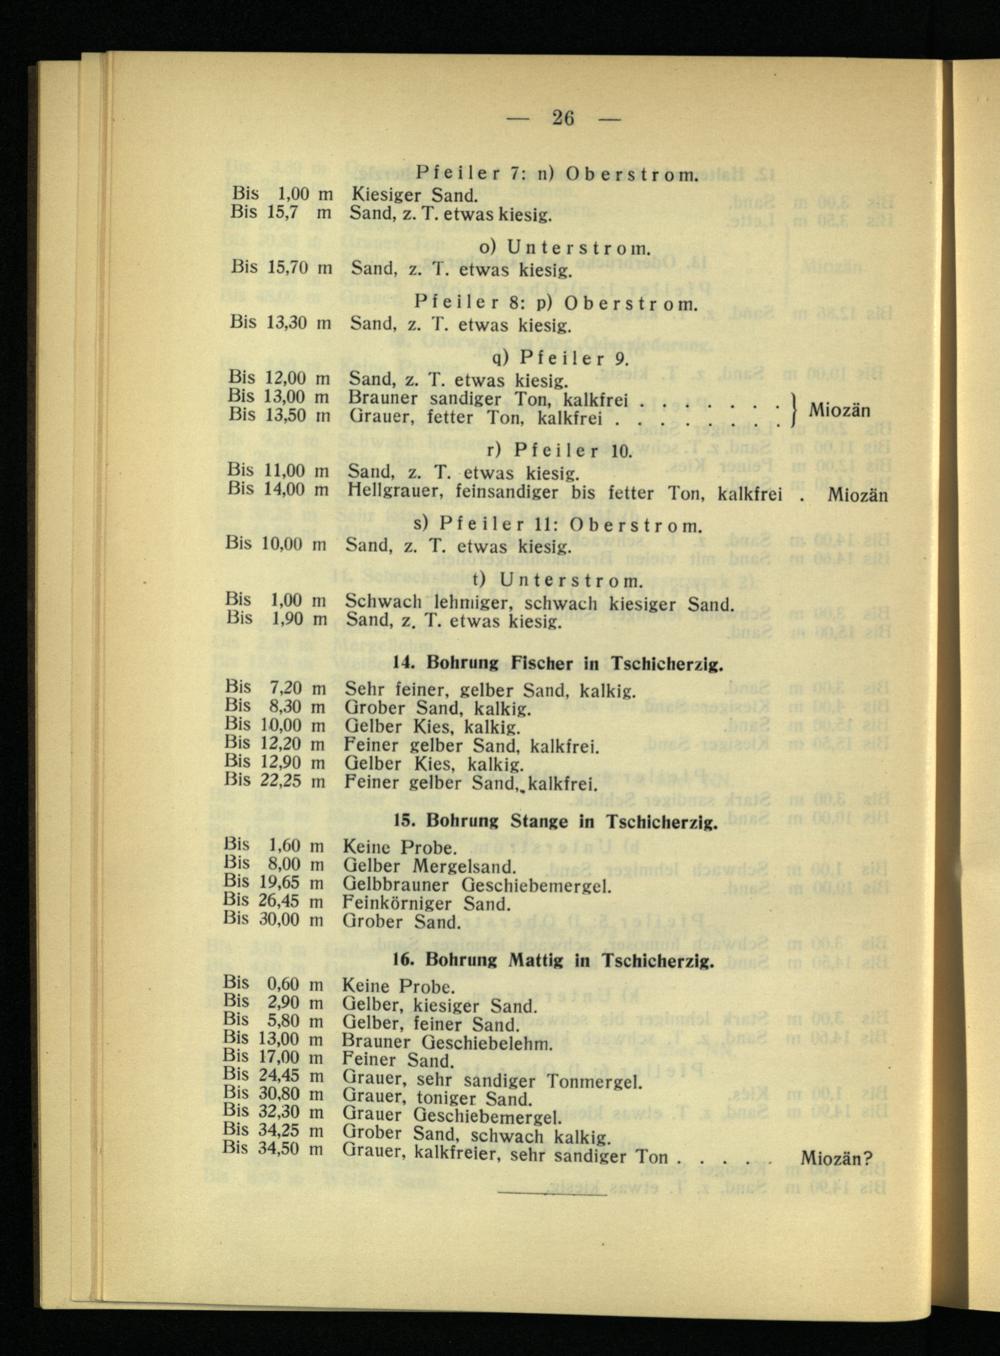 — 26 —
Pfeiler 7: n) Oberstrom.
Bis 1,00 m Kiesiger Sand.
Bis 15,7 m Sand, z. T. etwas kiesig.
o) Unterstrom.
Bis 15,70 m Sand, z. T. etwas kiesig.
Pfeiler 8: p) Oberstrom.
Bis 13,30 m Sand, z. T. etwas kiesig.
q) Pfeiler 9.
Bis 12,00 m Sand, z. T. etwas kiesig.
Bis 13,00 m Brauner sandiger Ton, kalkfrei . . . . . . . } Miozän
Bis 13,50 m Grauer, fetter Ton, kalkfrei . . . . . . . .
r) Pfeiler 10.
Bis 11,00 m Sand, z. T. etwas kiesig.
Bis 14,00 m Hellgrauer, feinsandiger bis fetter Ton, kalkfrei . Miozän
s) Pfeiler 11: Oberstrom.
Bis 10,00 m Sand, z. T. etwas kiesig.
t) Unterstrom.
Bis 1,00 m Schwach lehmiger, schwach kiesiger Sand.
Bis 1,90 m Sand, z. T. etwas kiesig.
14. Bohrung Fischer in Tschicherzig.
Bis 7,20 m Sehr feiner, gelber Sand, kalkig.
Bis 8,30 m Grober Sand, kalkig.
Bis 10,00 m Gelber Kies, kalkig.
Bis 12,20 m Feiner gelber Sand, kalkfrei.
Bis 12,90 m Gelber Kies, kalkig.
Bis 22,25 m Feiner gelber Sand, kalkfrei.
15. Bohrung Stange in Tschicherzig.
Bis 1,60 m Keine Probe.
Bis 8,00 m Gelber Mergelsand.
Bis 19,65 m Gelbbrauner Geschiebemergel.
Bis 26,45 m Feinkörniger Sand.
Bis 30,00 m Grober Sand.
16. Bohrung Mattig in Tschicherzig.
Bis 0,60 m Keine Probe.
Bis 2,90 m Gelber, kiesiger Sand.
Bis 5,80 m Gelber, feiner Sand.
Bis 13,00 m Brauner Geschiebelehm.
Bis 17,00 m Feiner Sand.
Bis 24,45 m Grauer, sehr sandiger Tonmergel.
Bis 30,80 m Grauer, toniger Sand.
Bis 32,30 m Grauer Geschiebemergel.
Bis 34,25 m Grober Sand, schwach kalkig.
Bis 34,50 m Grauer, kalkfreier, sehr sandiger Ton . . . . . Miozän?